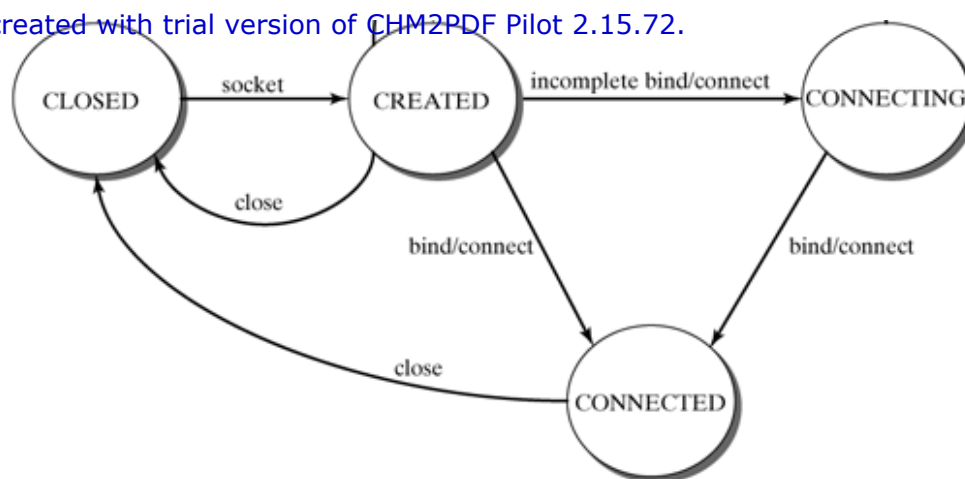 created with trial version of CHM2PDF Pilot 2.15.72.
socket
incomplete bind/connect
CLOSED
CREATED
CONNECTING
close
bind/connect
bind/connect
close
CONNECTED